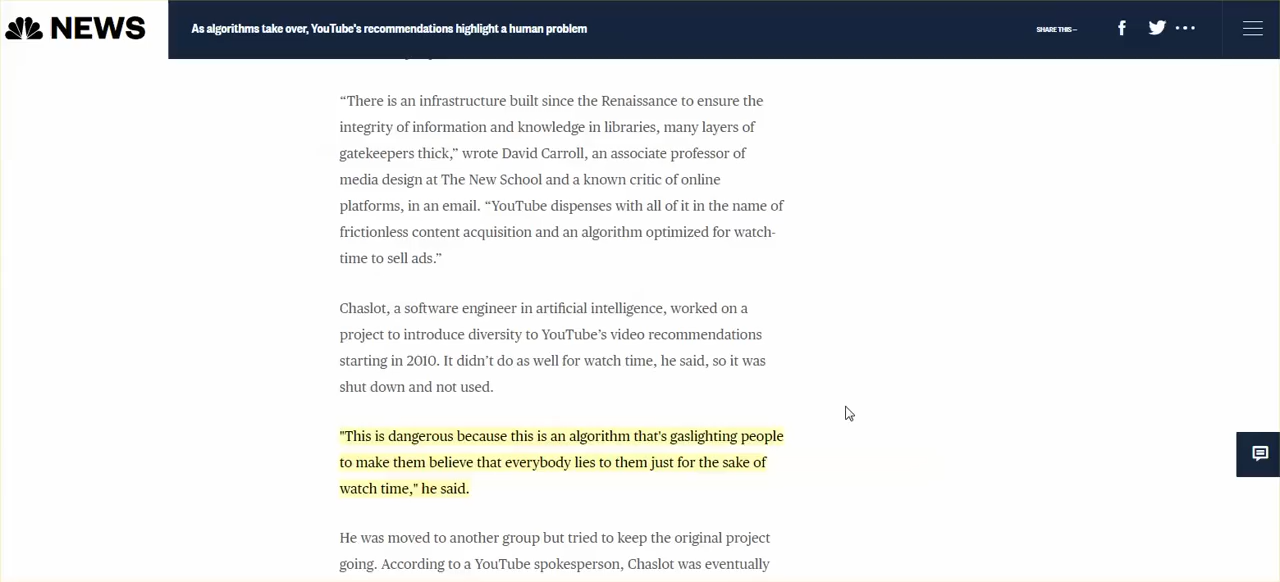 NEWS
As algorithms take over, YouTube's recommendations highlight a human problem
SHARE THIS —
“There is an infrastructure built since the Renaissance to ensure the
integrity of information and knowledge in libraries, many layers of
gatekeepers thick,” wrote David Carroll, an associate professor of
media design at The New School and a known critic of online
platforms, in an email. “YouTube dispenses with all of it in the name of
frictionless content acquisition and an algorithm optimized for watch-
time to sell ads.”
Chaslot, a software engineer in artificial intelligence, worked on a
project to introduce diversity to YouTube’s video recommendations
starting in 2010. It didn’t do as well for watch time, he said, so it was
shut down and not used.
"This is dangerous because this is an algorithm that's gaslighting people
to make them believe that everybody lies to them just for the sake of
watch time," he said.
He was moved to another group but tried to keep the original project
going. According to a YouTube spokesperson, Chaslot was eventually